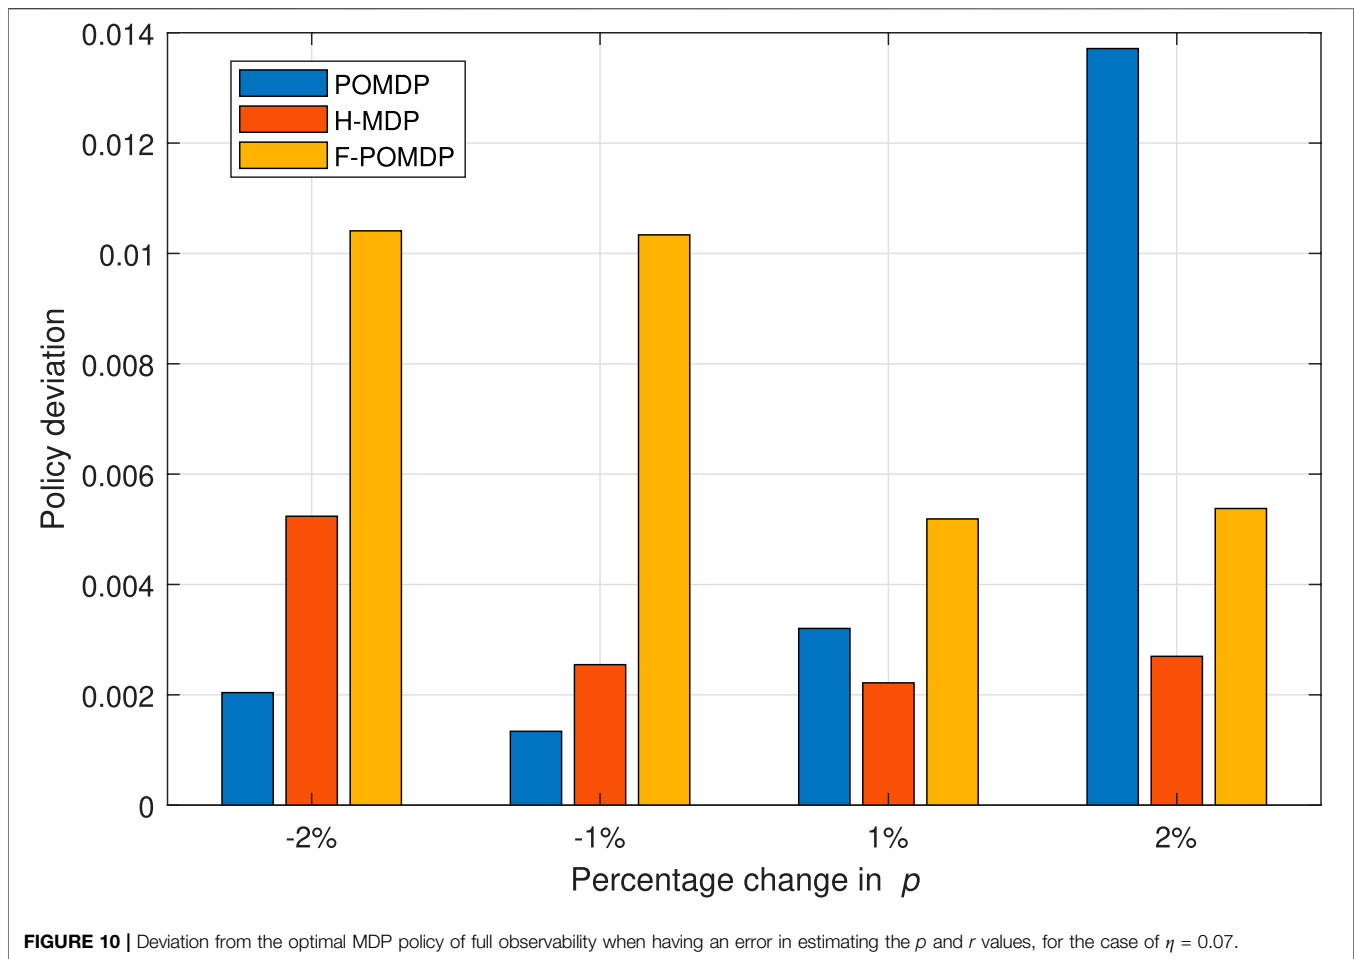 0.014
0.012
0.01
0.008
0.006
0.004
0.002
0
Policy deviation
POMDP
H-MDP
F-POMDP
-2%
-1%
1%
2%
Percentage change in p
FIGURE 10 | Deviation from the optimal MDP policy of full observability when having an error in estimating the p and r values, for the case of η = 0.07.